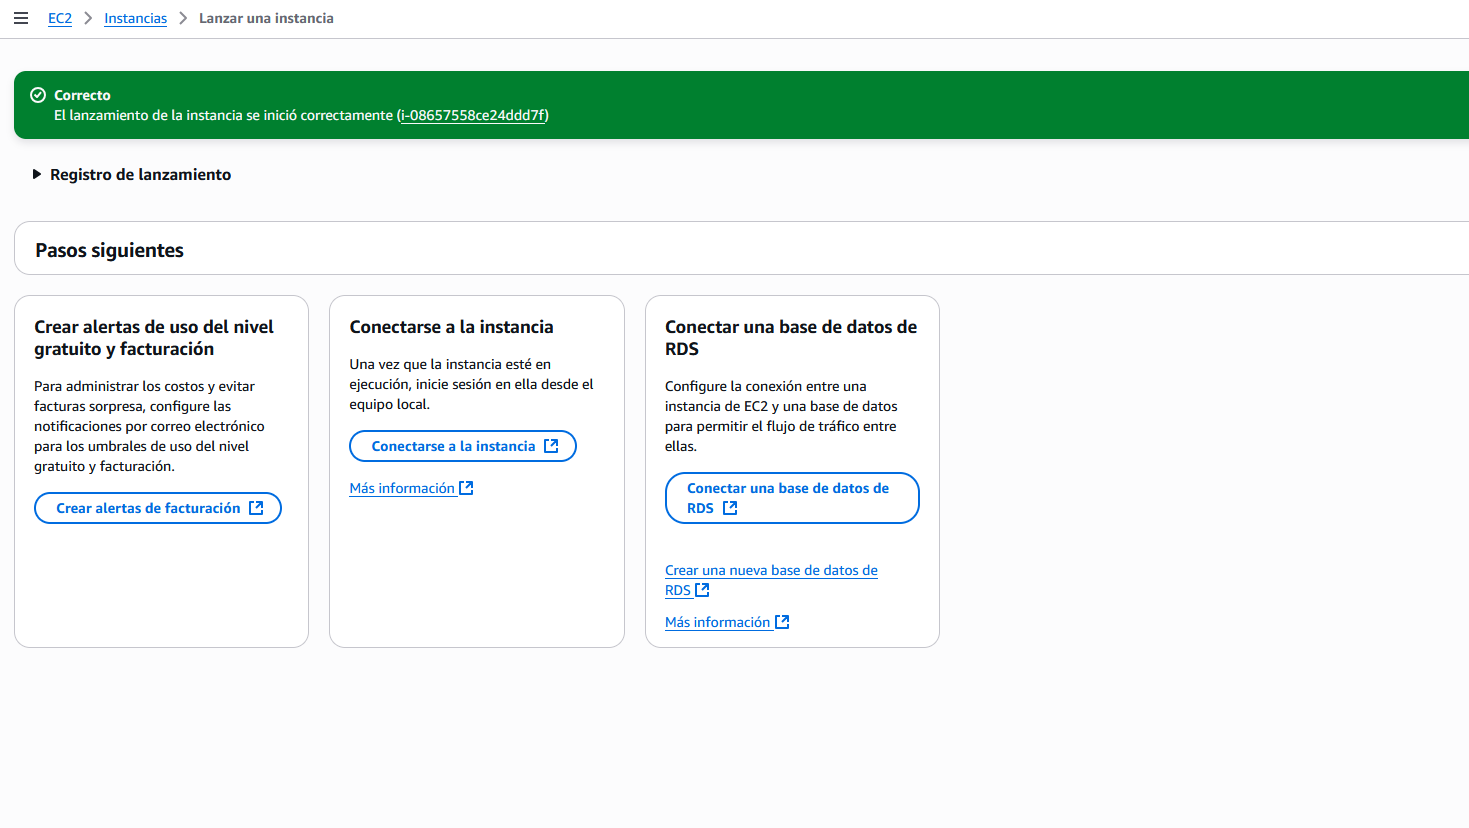 EC2 > Instancias > Lanzar una instancia
Correcto
El lanzamiento de la instancia se inició correctamente (i-08657558ce24ddd7f)
Registro de lanzamiento
Pasos siguientes
Crear alertas de uso del nivel
gratuito y facturación
Para administrar los costos y evitar
facturas sorpresa, configure las
notificaciones por correo electrónico
para los umbrales de uso del nivel
gratuito y facturación.
Crear alertas de facturación
Conectarse a la instancia
Una vez que la instancia esté en
ejecución, inicie sesión en ella desde el
equipo local.
Conectarse a la instancia
Más información
Conectar una base de datos de
RDS
Configure la conexión entre una
instancia de EC2 y una base de datos
para permitir el flujo de tráfico entre
ellas.
Conectar una base de datos de
RDS
Crear una nueva base de datos de
RDS
Más información